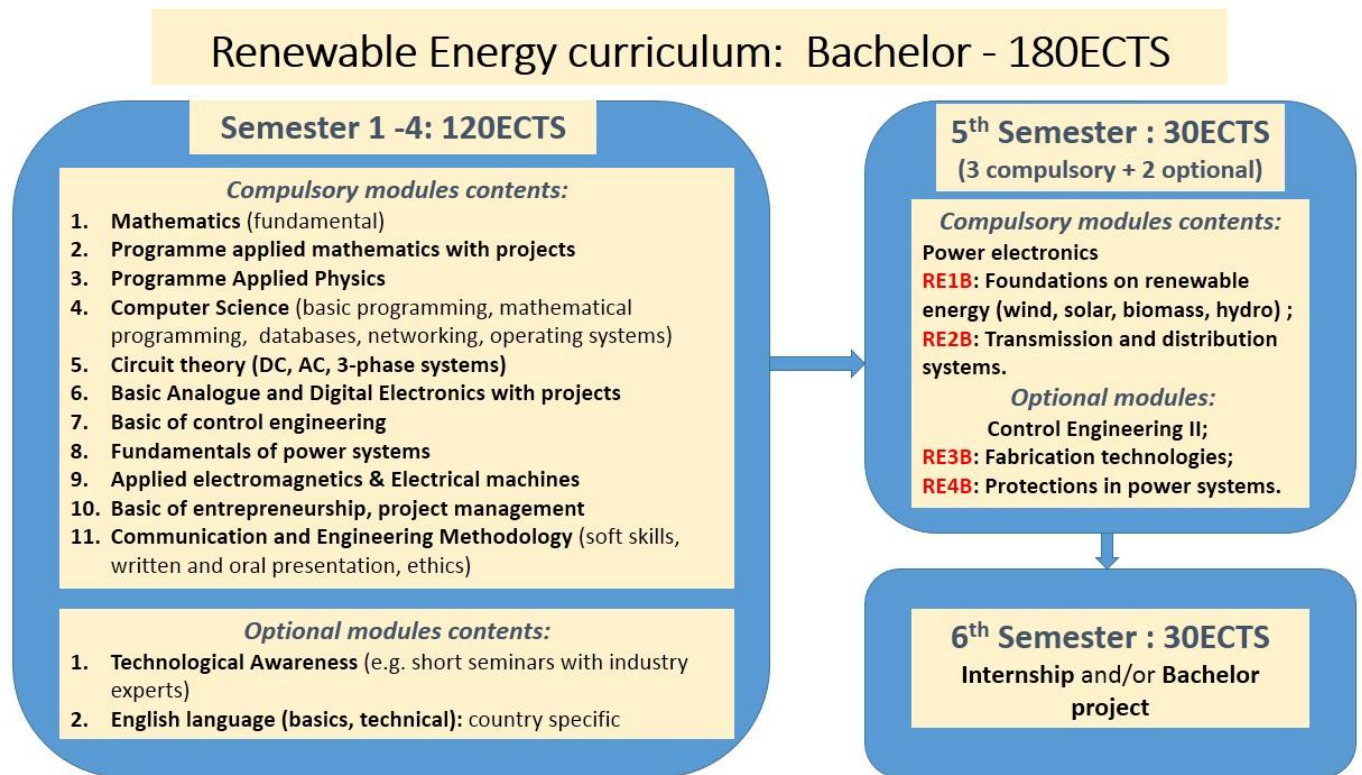 Renewable Energy curriculum: Bachelor - 180ECTS
Semester 1 -4: 120ECTS
Compulsory modules contents:
1. Mathematics (fundamental)
2. Programme applied mathematics with projects
3. Programme Applied Physics
4. Computer Science (basic programming, mathematical
programming, databases, networking, operating systems)
5. Circuit theory (DC, AC, 3-phase systems)
6. Basic Analogue and Digital Electronics with projects
7. Basic of control engineering
8. Fundamentals of power systems
9. Applied electromagnetics & Electrical machines
10. Basic of entrepreneurship, project management
11. Communication and Engineering Methodology (soft skills,
written and oral presentation, ethics)
Optional modules contents:
1. Technological Awareness (e.g. short seminars with industry
experts)
2. English language (basics, technical): country specific
5th Semester : 30ECTS
(3 compulsory + 2 optional)
Compulsory modules contents:
Power electronics
RE1B: Foundations on renewable
energy (wind, solar, biomass, hydro) ;
RE2B: Transmission and distribution
systems.
Optional modules:
Control Engineering II;
RE3B: Fabrication technologies;
RE4B: Protections in power systems.
6th Semester : 30ECTS
Internship and/or Bachelor
project